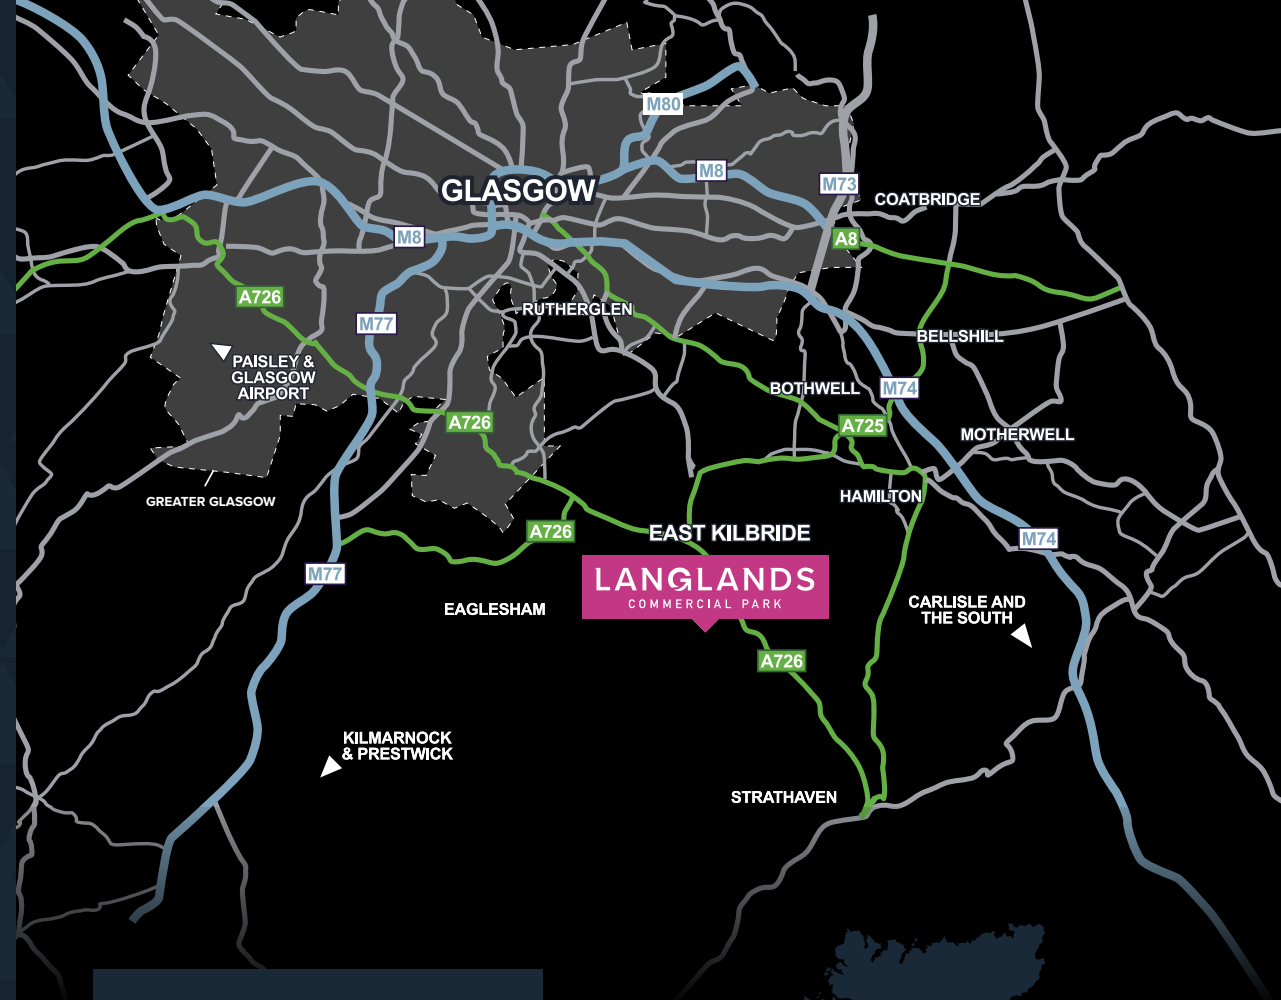 M80
M8
M73
GLASGOW
COATBRIDGE
M8
A8
A726
RUTHERGLEN
M77
BELLSHILL
PAISLEY &
GLASGOW
AIRPORT
BOTHWELL
M74
A726
A725
MOTHERWELL
GREATER GLASGOW
HAMILTON
A726
EAST KILBRIDE
M74
M77
LANGLANDS
COMMERCIAL PARK
EAGLESHAM
CARLISLE AND
THE SOUTH
A726
KILMARNOCK
& PRESTWICK
STRATHAVEN